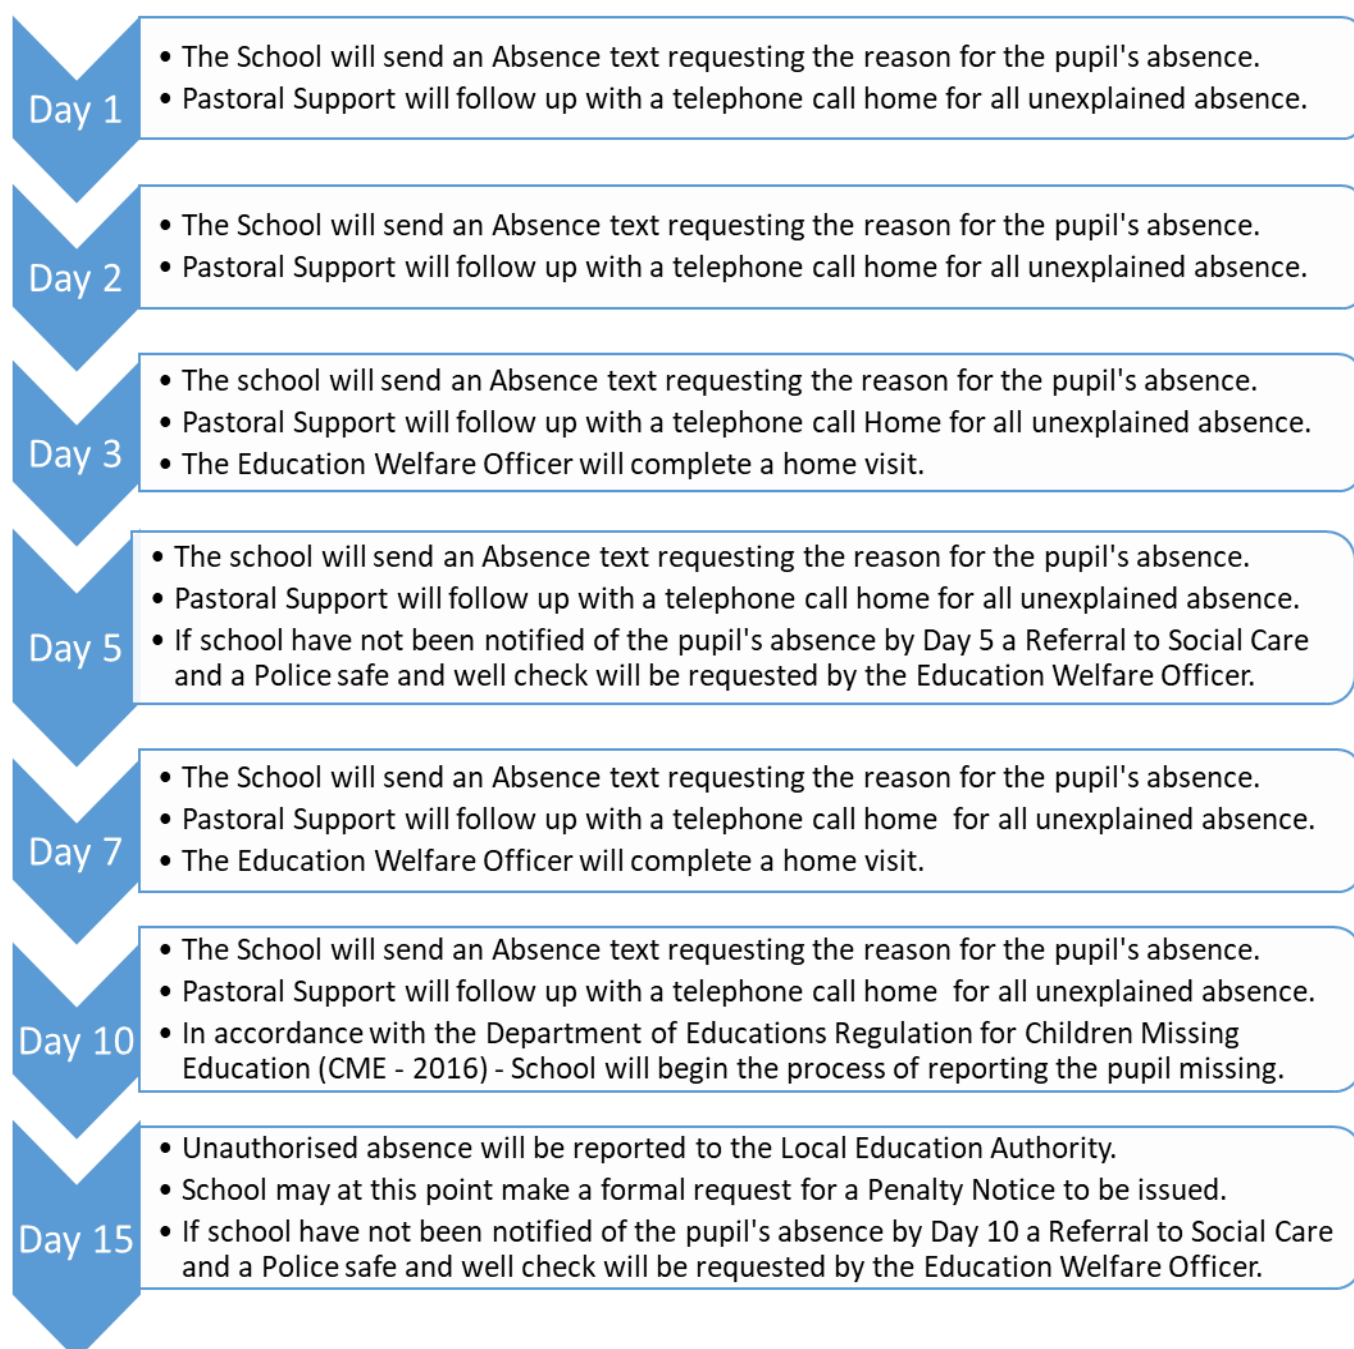 Day 1
• The School will send an Absence text requesting the reason for the pupil's absence.
• Pastoral Support will follow up with a telephone call home for all unexplained absence.
Day 2
• The School will send an Absence text requesting the reason for the pupil's absence.
• Pastoral Support will follow up with a telephone call home for all unexplained absence.
Day 3
• The school will send an Absence text requesting the reason for the pupil's absence.
• Pastoral Support will follow up with a telephone call Home for all unexplained absence.
• The Education Welfare Officer will complete a home visit.
Day 5
• The school will send an Absence text requesting the reason for the pupil's absence.
• Pastoral Support will follow up with a telephone call home for all unexplained absence.
• If school have not been notified of the pupil's absence by Day 5 a Referral to Social Care
and a Police safe and well check will be requested by the Education Welfare Officer.
Day 7
• The School will send an Absence text requesting the reason for the pupil's absence.
• Pastoral Support will follow up with a telephone call home  for all unexplained absence.
• The Education Welfare Officer will complete a home visit.
Day 10
• The School will send an Absence text requesting the reason for the pupil's absence.
• Pastoral Support will follow up with a telephone call home  for all unexplained absence.
• In accordance with the Department of Educations Regulation for Children Missing
Education (CME - 2016) - School will begin the process of reporting the pupil missing.
Day 15
• Unauthorised absence will be reported to the Local Education Authority.
• School may at this point make a formal request for a Penalty Notice to be issued.
• If school have not been notified of the pupil's absence by Day 10 a Referral to Social Care
and a Police safe and well check will be requested by the Education Welfare Officer.